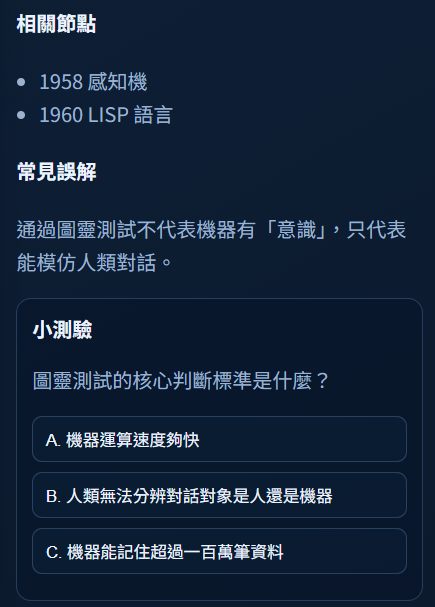 相關節點
1958 感知機
1960 LISP 語言
常見誤解
通過圖靈測試不代表機器有「意識」，只代表
能模仿人類對話。
小測驗
圖靈測試的核心判斷標準是什麼？
A. 機器運算速度夠快
B. 人類無法分辨對話對象是人還是機器
C. 機器能記住超過一百萬筆資料